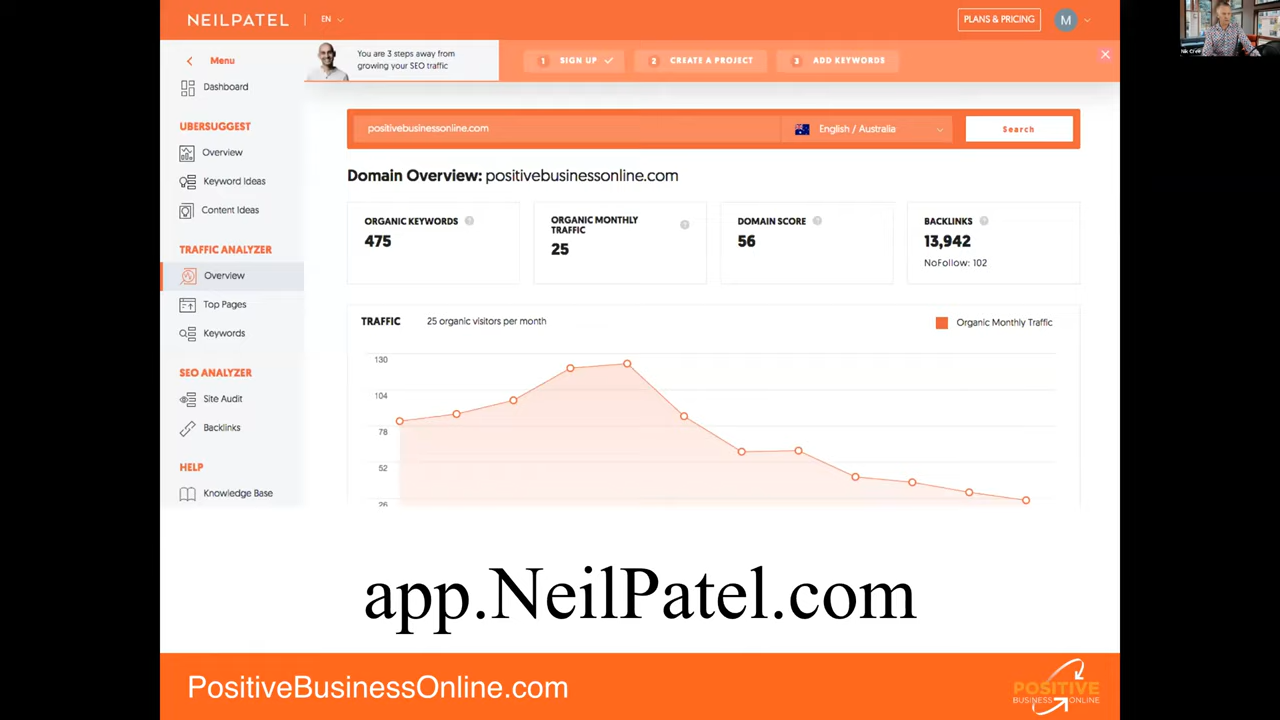 NEILPATEL
EN
PLANS & PRICING
M
Menu
You are 3 steps away from
growing your SEO traffic
1 SIGN UP
2 CREATE A PROJECT
3 ADD KEYWORDS
Dashboard
UBERSUGGEST
Overview
Keyword Ideas
Content Ideas
TRAFFIC ANALYZER
Overview
Top Pages
Keywords
SEO ANALYZER
Site Audit
Backlinks
HELP
Knowledge Base
positivebusinessonline.com
English / Australia
Search
Domain Overview: positivebusinessonline.com
ORGANIC KEYWORDS ?
475
ORGANIC MONTHLY
TRAFFIC ?
25
DOMAIN SCORE ?
56
BACKLINKS ?
13,942
NoFollow: 102
TRAFFIC 25 organic visitors per month
Organic Monthly Traffic
130
104
78
52
26
app.NeilPatel.com
PositiveBusinessOnline.com
POSITIVE
BUSINESS ONLINE